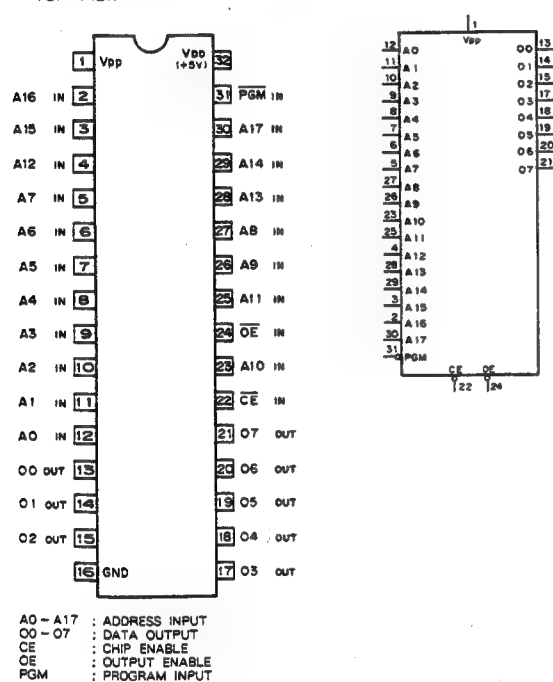 1 Vpp VDD (+5V) 32
A16 IN 2 31 PGM IN
A15 IN 3 30 A17 IN
A12 IN 4 29 A14 IN
A7 IN 5 28 A13 IN
A6 IN 6 27 A8 IN
A5 IN 7 26 A9 IN
A4 IN 8 25 A11 IN
A3 IN 9 24 OE IN
A2 IN 10 23 A10 IN
A1 IN 11 22 CE IN
A0 IN 12 21 O7 OUT
O0 OUT 13 20 O6 OUT
O1 OUT 14 19 O5 OUT
O2 OUT 15 18 O4 OUT
16 GND 17 O3 OUT
A0 - A17 : ADDRESS INPUT
O0 - O7 : DATA OUTPUT
CE : CHIP ENABLE
OE : OUTPUT ENABLE
PGM : PROGRAM INPUT
1
Vpp
12 A0 O0 13
11 A1 O1 14
10 A2 O2 15
9 A3 O3 17
8 A4 O4 18
7 A5 O5 19
6 A6 O6 20
5 A7 O7 21
27 A8
26 A9
23 A10
25 A11
4 A12
28 A13
29 A14
3 A15
2 A16
30 A17
31 PGM
CE OE
22 24